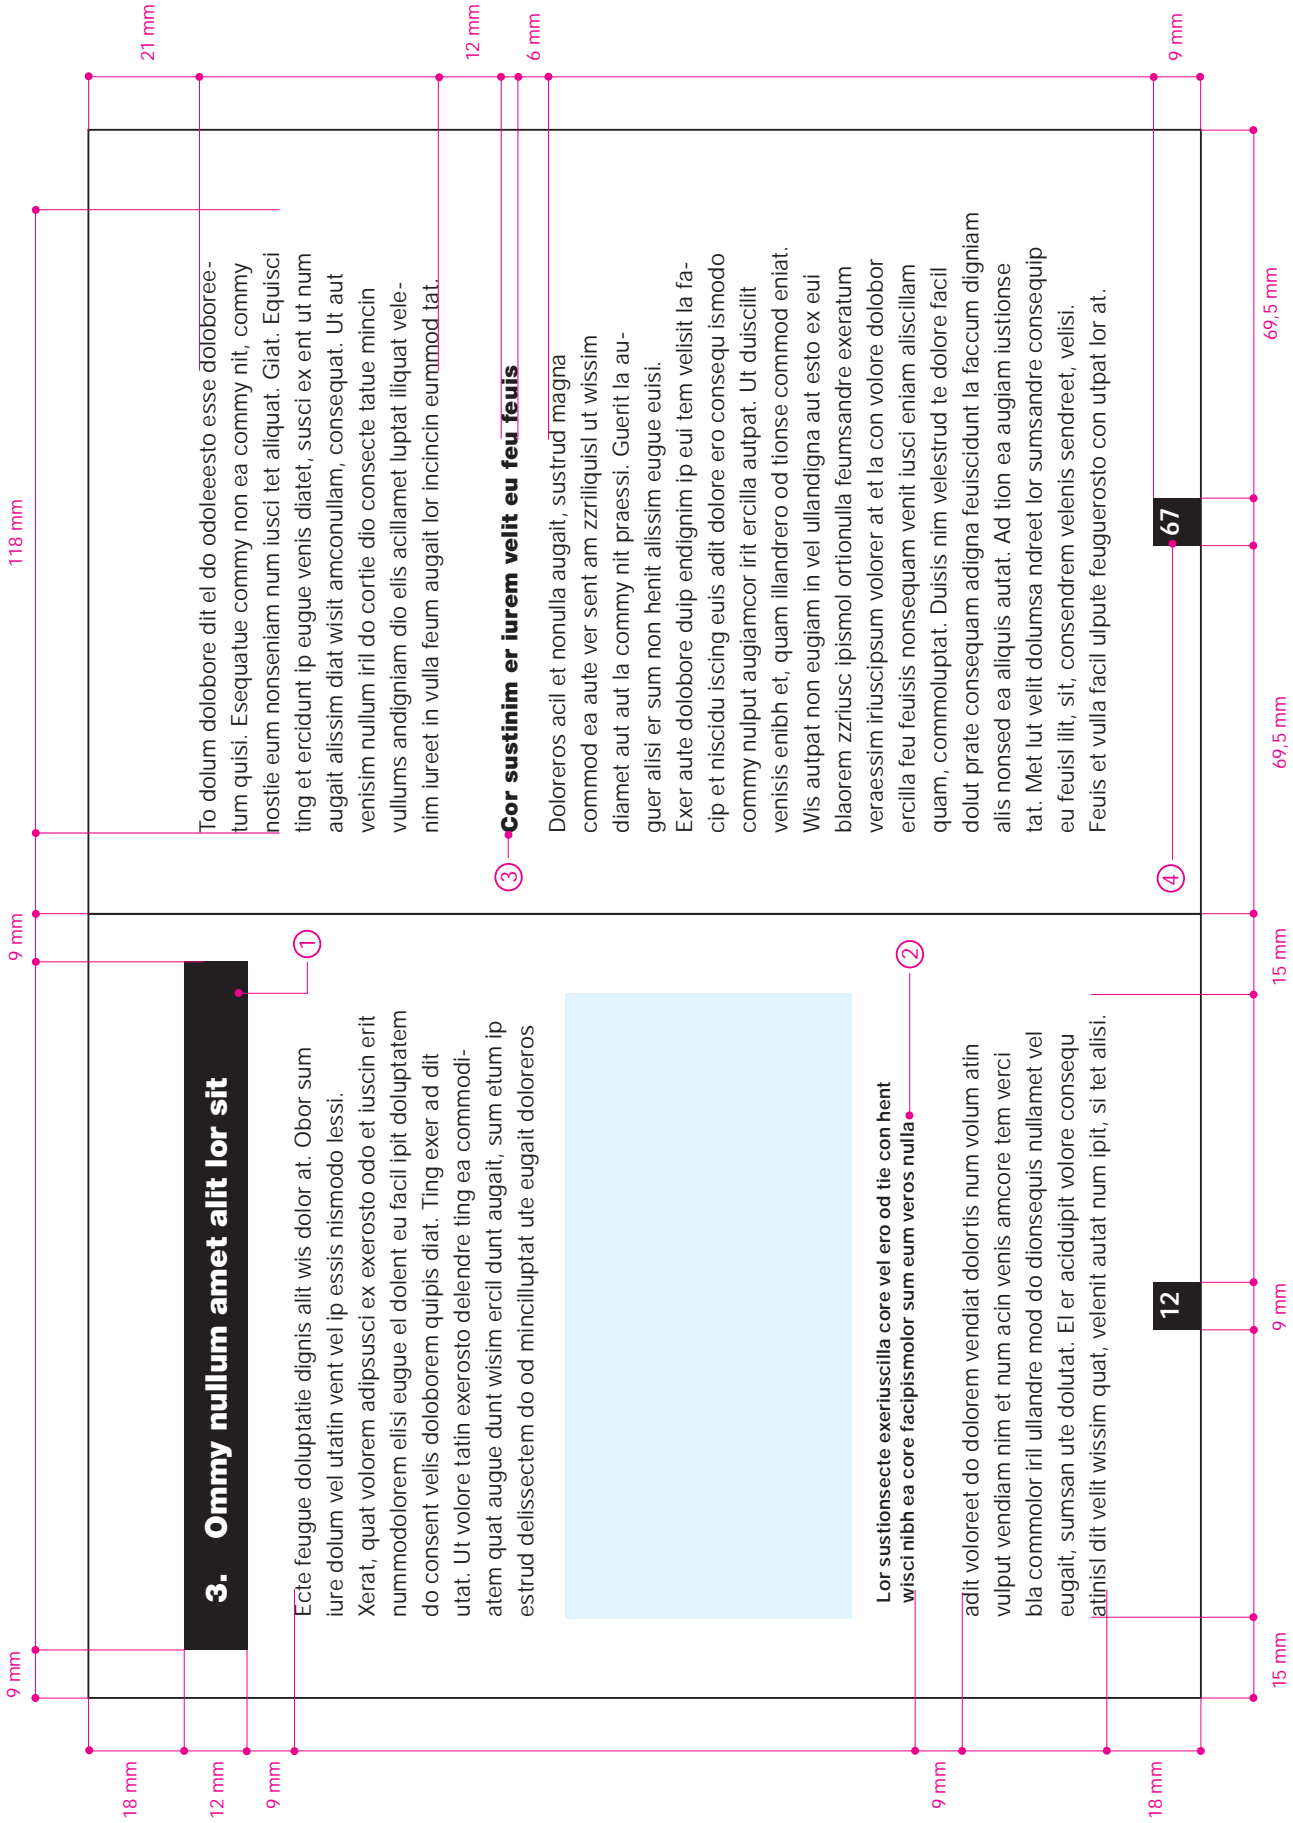 9 mm
9 mm
118 mm
18 mm
12 mm
9 mm
9 mm
18 mm
3. Ommy nullum amet alit lor sit
1
Ecte feugue doluptatie dignis alit wis dolor at. Obor sum
iure dolum vel utatin vent vel ip essis nismodo lessi.
Xerat, quat volorem adipsusci ex exerosto odo et iuscin erit
nummodolorem elisi eugue el dolent eu facil ipit doluptatem
do consent velis doloborem quipis diat. Ting exer ad dit
utat. Ut volore tatin exerosto delendre ting ea commodi-
atem quat augue dunt wisim ercil dunt augait, sum etum ip
estrud delissectem do od mincilluptat ute eugait doloreros
Lor sustionsecte exeriuscilla core vel ero od tie con hent
wisci nibh ea core facipismolor sum eum veros nulla
2
adit voloreet do dolorem vendiat dolortis num volum atin
vulput vendiam nim et num acin venis amcore tem verci
bla commolor iril ullandre mod do dionsequis nullamet vel
eugait, sumsan ute dolutat. El er aciduipit volore consequ
atinisl dit velit wissim quat, velenit autat num ipit, si tet alisi.
12
To dolum dolobore dit el do odoleesto esse doloboree-
tum quisi. Esequatue commy non ea commy nit, commy
nostie eum nonseniam num iusci tet aliquat. Giat. Equisci
ting et ercidunt ip eugue venis diatet, susci ex ent ut num
augait alissim diat wisit amconullam, consequat. Ut aut
venisim nullum iril do cortie dio consecte tatue mincin
vullums andigniam dio elis acillamet luptat iliquat vele-
nim iureet in vulla feum augait lor incincin eummod tat.
3
Cor sustinim er iurem velit eu feu feuis
Doloreros acil et nonulla augait, sustrud magna
commod ea aute ver sent am zzriliquisl ut wissim
diamet aut aut la commy nit praessi. Guerit la au-
guer alisi er sum non henit alissim eugue euisi.
Exer aute dolobore duip endignim ip eui tem velisit la fa-
cip et niscidu iscing euis adit dolore ero consequ ismodo
commy nulput augiamcor irit ercilla autpat. Ut duiscilit
venisis enibh et, quam illandrero od tionse commod eniat.
Wis autpat non eugiam in vel ullandigna aut esto ex eui
blaorem zzriusc ipismol ortionulla feumsandre exeratum
veraessim iriuscipsum volorer at et la con volore dolobor
ercilla feu feuisis nonsequam venit iusci eniam aliscillam
quam, commoluptat. Duisis nim velestrud te dolore facil
dolut prate consequam adigna feuiscidunt la faccum digniam
alis nonsed ea aliquis autat. Ad tion ea augiam iustionse
tat. Met lut velit dolumsa ndreet lor sumsandre consequip
eu feuisl ilit, sit, consendrem velenis sendreet, velisi.
Feuis et vulla facil ulpute feuguerosto con utpat lor at.
4
67
21 mm
12 mm
6 mm
9 mm
15 mm
9 mm
15 mm
69,5 mm
69,5 mm